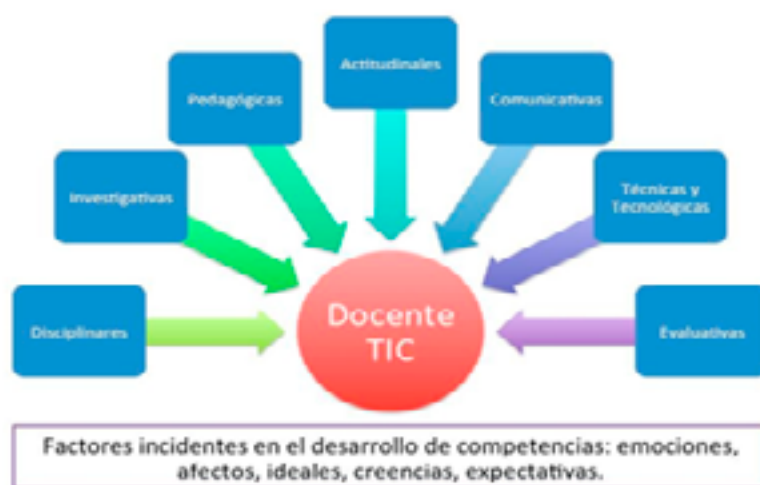 Actitudinales
Pedagógicas
Comunicativas
Investigativas
Técnicas y
Tecnológicas
Disciplinares
Docente
TIC
Evaluativas
Factores incidentes en el desarrollo de competencias: emociones,
afectos, ideales, creencias, expectativas.